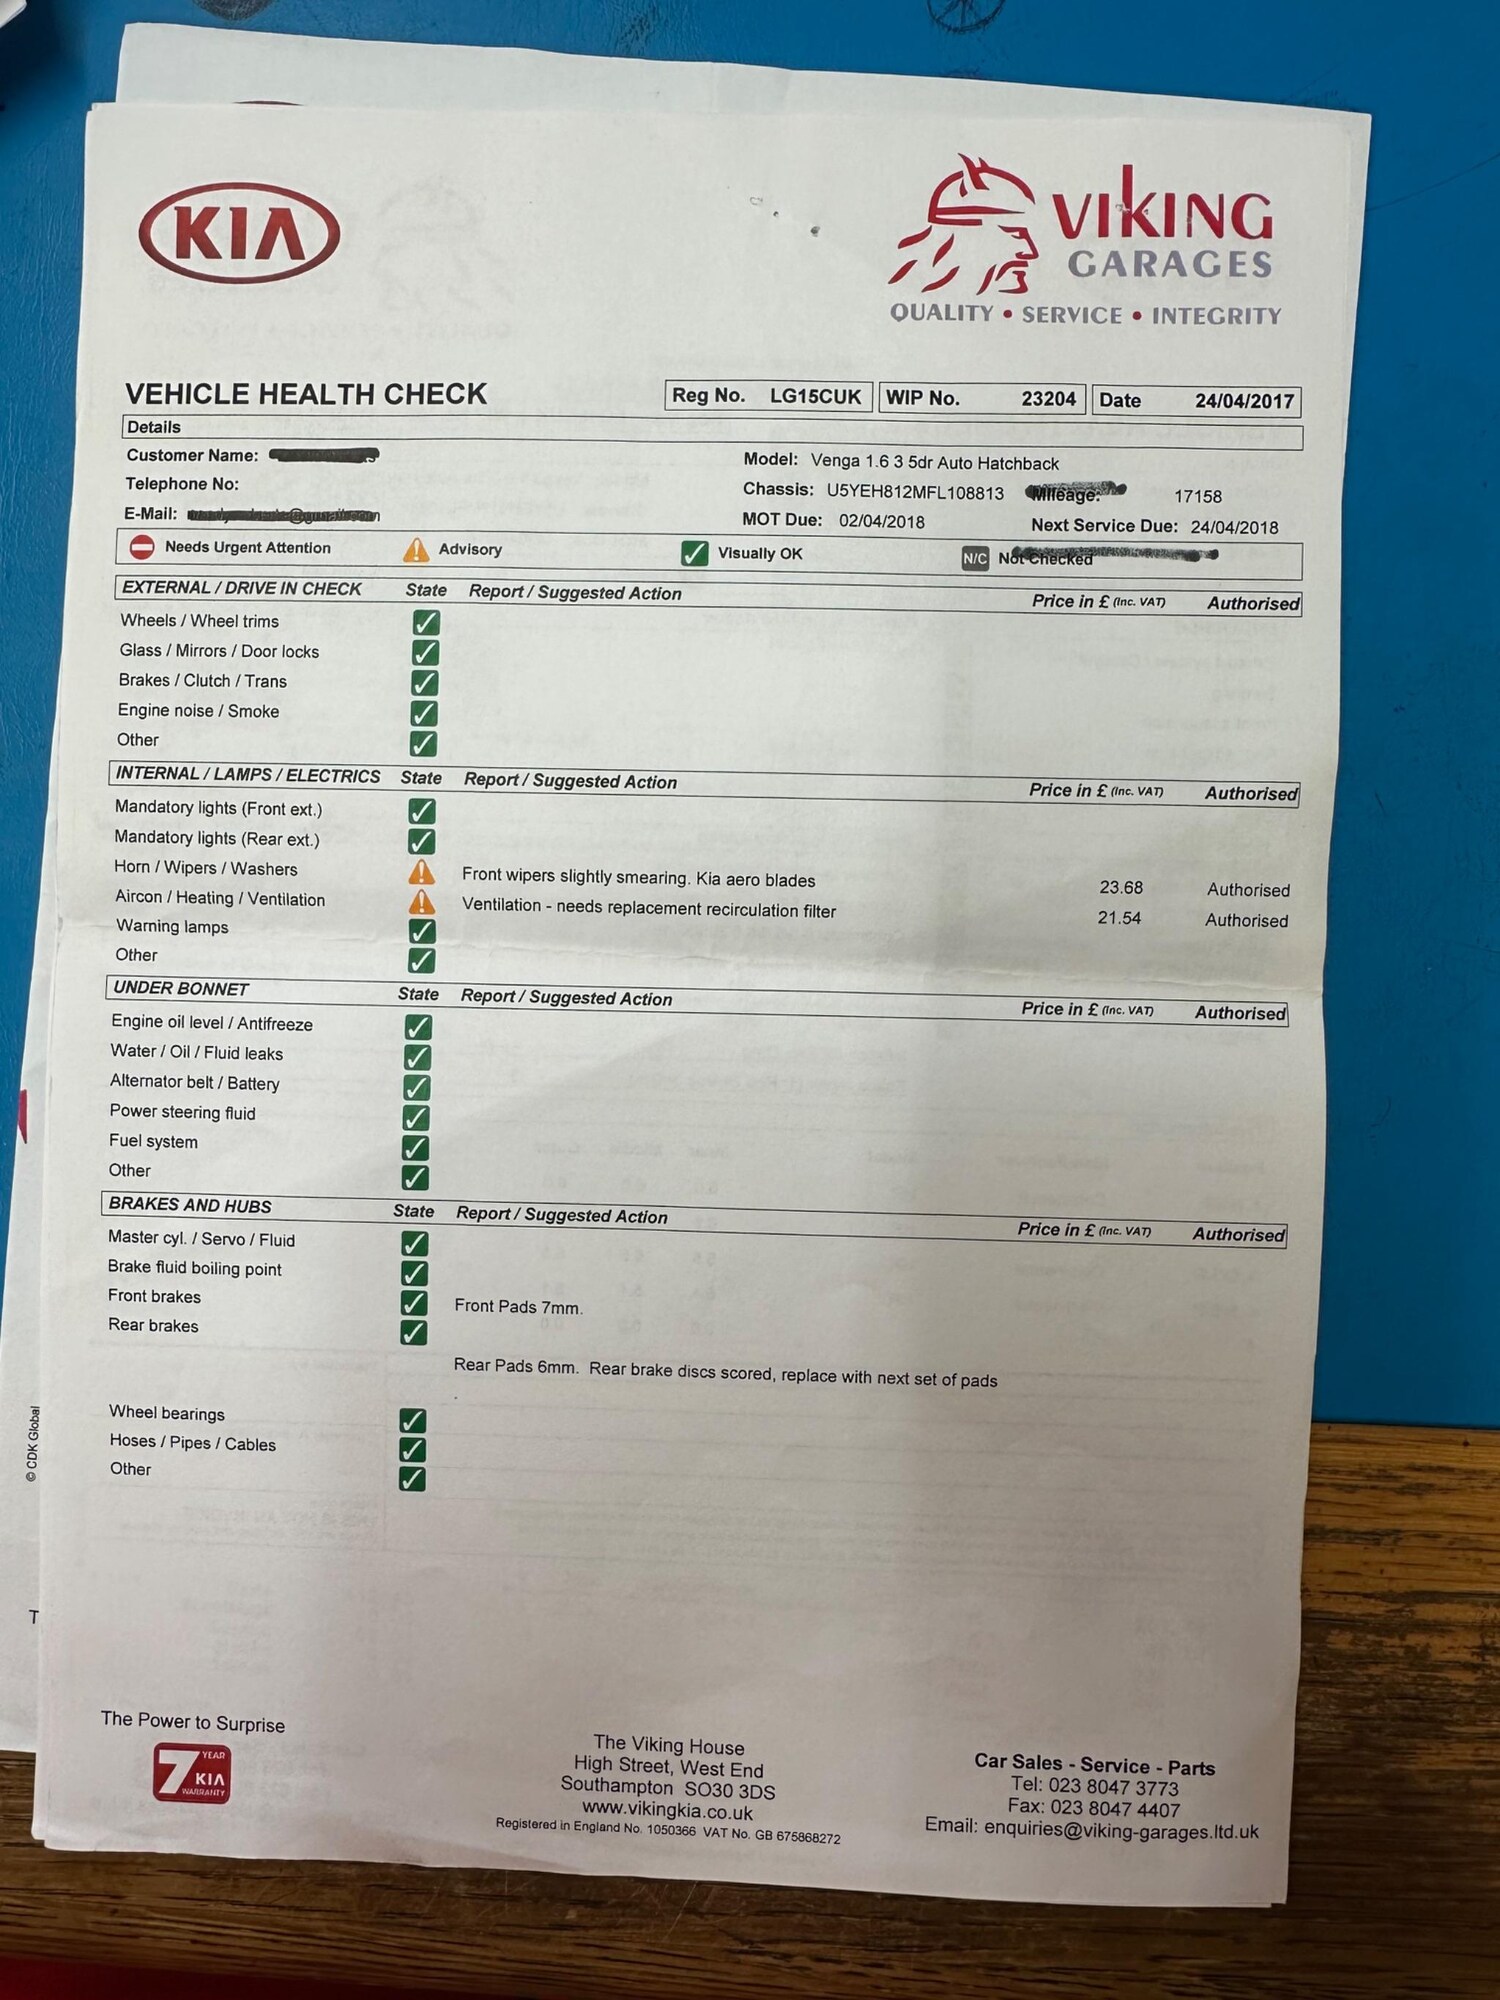 KIA
VIKING
GARAGES
QUALITY • SERVICE • INTEGRITY
VEHICLE HEALTH CHECK
Reg No. LG15CUK WIP No. 23204 Date 24/04/2017
Details
Customer Name:
Model: Venga 1.6 3 5dr Auto Hatchback
Telephone No:
Chassis: U5YEH812MFL108813 Mileage: 17158
E-Mail:
MOT Due: 02/04/2018 Next Service Due: 24/04/2018
Needs Urgent Attention Advisory Visually OK N/C Not Checked
EXTERNAL / DRIVE IN CHECK State Report / Suggested Action Price in £ (Inc. VAT) Authorised
Wheels / Wheel trims
Glass / Mirrors / Door locks
Brakes / Clutch / Trans
Engine noise / Smoke
Other
INTERNAL / LAMPS / ELECTRICS State Report / Suggested Action Price in £ (Inc. VAT) Authorised
Mandatory lights (Front ext.)
Mandatory lights (Rear ext.)
Horn / Wipers / Washers Front wipers slightly smearing. Kia aero blades 23.68 Authorised
Aircon / Heating / Ventilation Ventilation - needs replacement recirculation filter 21.54 Authorised
Warning lamps
Other
UNDER BONNET State Report / Suggested Action Price in £ (Inc. VAT) Authorised
Engine oil level / Antifreeze
Water / Oil / Fluid leaks
Alternator belt / Battery
Power steering fluid
Fuel system
Other
BRAKES AND HUBS State Report / Suggested Action Price in £ (Inc. VAT) Authorised
Master cyl. / Servo / Fluid
Brake fluid boiling point
Front brakes Front Pads 7mm.
Rear brakes
Rear Pads 6mm. Rear brake discs scored, replace with next set of pads
Wheel bearings
Hoses / Pipes / Cables
Other
© CDK Global
T
The Power to Surprise
7 YEAR
KIA
WARRANTY
The Viking House
High Street, West End
Southampton SO30 3DS
www.vikingkia.co.uk
Registered in England No. 1050366 VAT No. GB 675868272
Car Sales - Service - Parts
Tel: 023 8047 3773
Fax: 023 8047 4407
Email: enquiries@viking-garages.ltd.uk